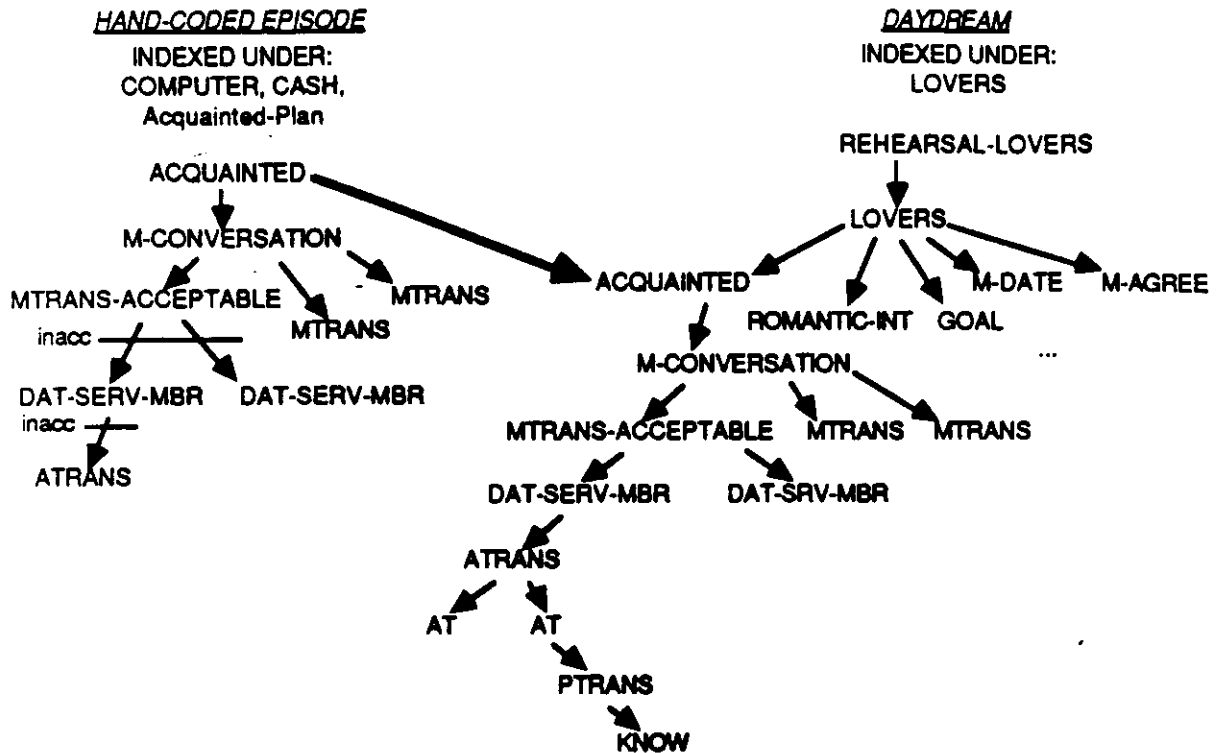 HAND-CODED EPISODE
INDEXED UNDER:
COMPUTER, CASH,
Acquainted-Plan
ACQUAINTED
M-CONVERSATION
MTRANS-ACCEPTABLE
MTRANS
MTRANS
inacc
DAT-SERV-MBR DAT-SERV-MBR
inacc
ATRANS
DAYDREAM
INDEXED UNDER:
LOVERS
REHEARSAL-LOVERS
LOVERS
ACQUAINTED
ROMANTIC-INT GOAL
M-DATE M-AGREE
...
M-CONVERSATION
MTRANS-ACCEPTABLE MTRANS MTRANS
DAT-SERV-MBR DAT-SRV-MBR
ATRANS
AT AT
PTRANS
KNOW